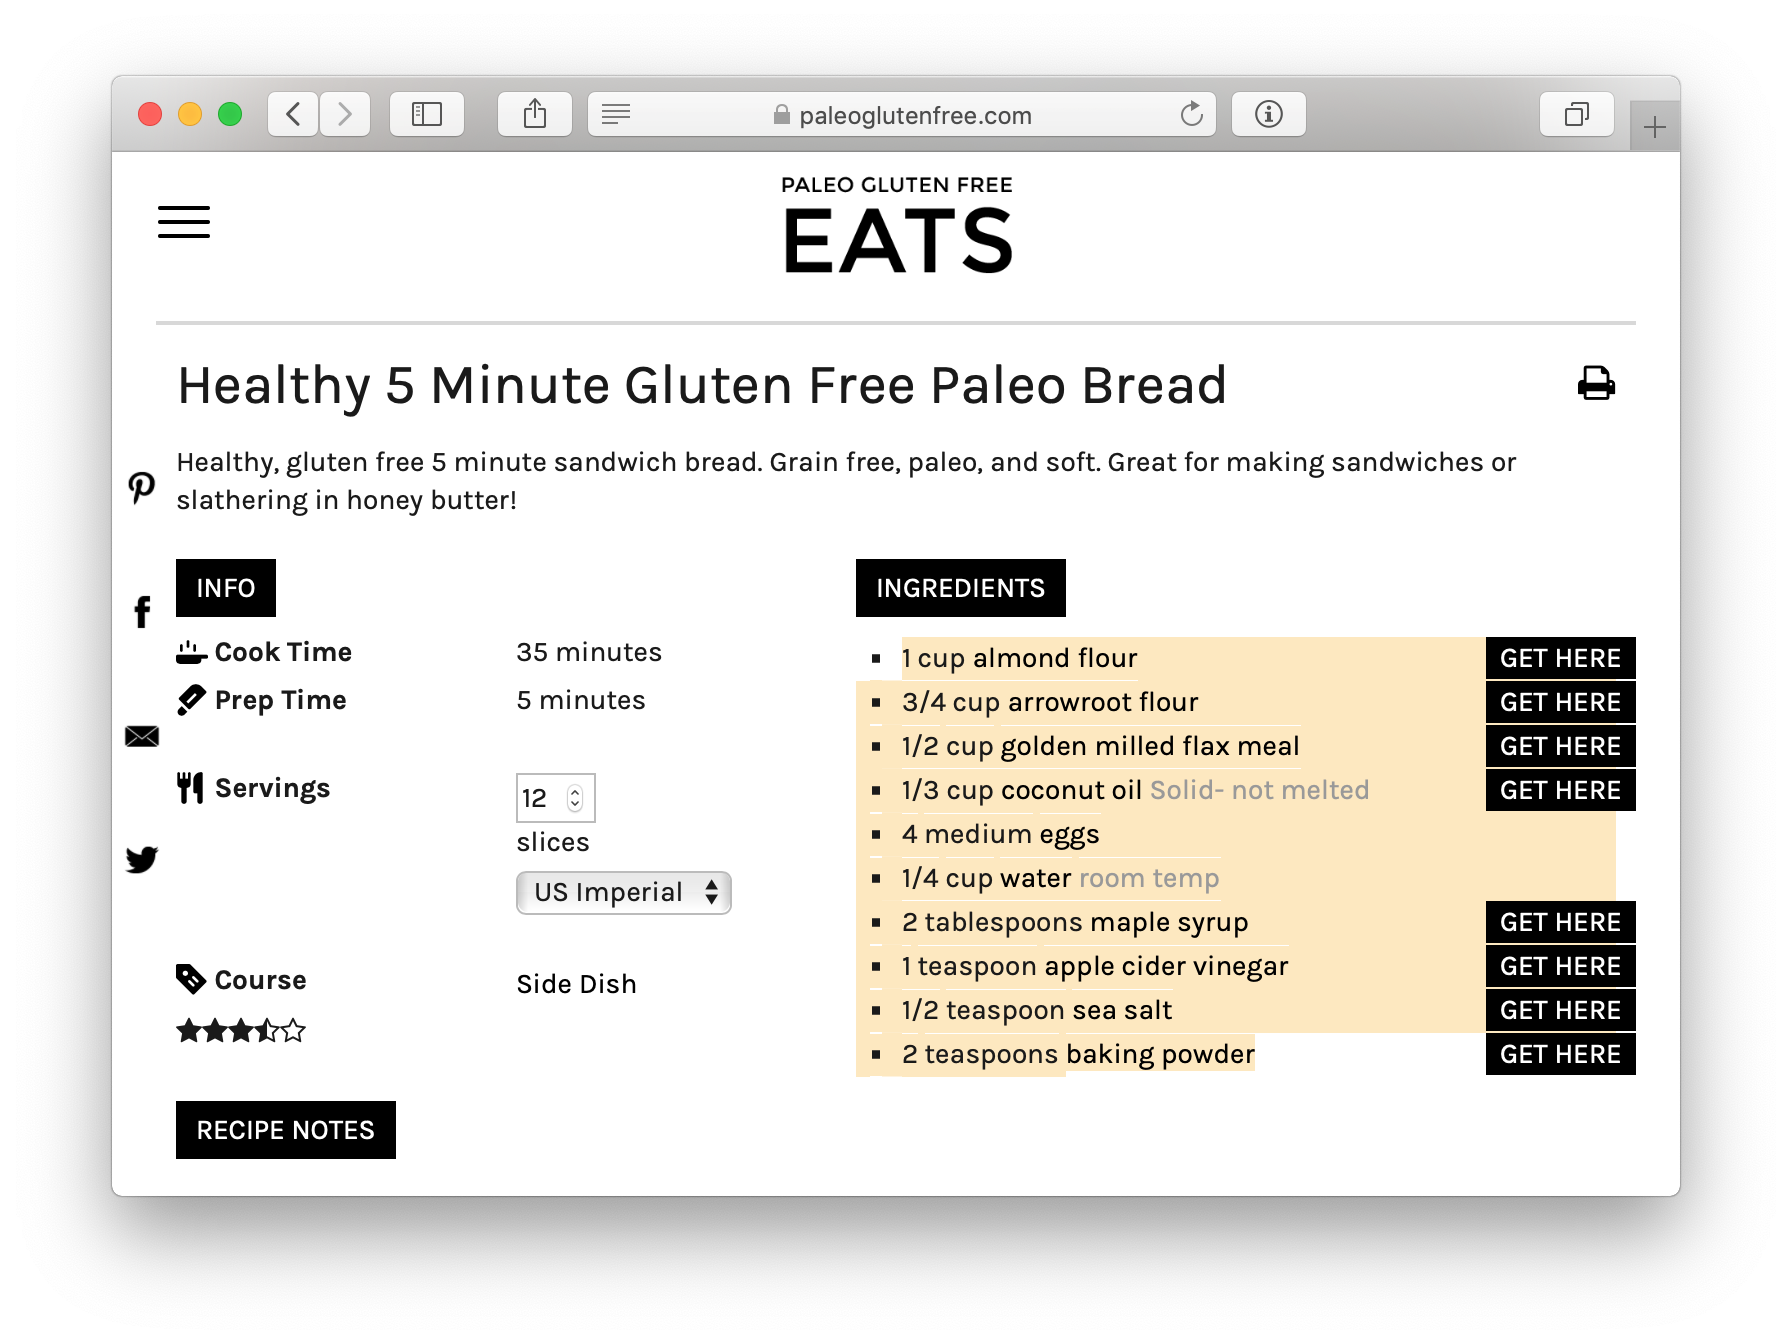 paleoglutenfree.com
PALEO GLUTEN FREE
EATS
Healthy 5 Minute Gluten Free Paleo Bread
Healthy, gluten free 5 minute sandwich bread. Grain free, paleo, and soft. Great for making sandwiches or
slathering in honey butter!
INFO
Cook Time 35 minutes
Prep Time 5 minutes
Servings 12
slices
US Imperial
Course Side Dish
INGREDIENTS
1 cup almond flour GET HERE
3/4 cup arrowroot flour GET HERE
1/2 cup golden milled flax meal GET HERE
1/3 cup coconut oil Solid- not melted GET HERE
4 medium eggs
1/4 cup water room temp
2 tablespoons maple syrup GET HERE
1 teaspoon apple cider vinegar GET HERE
1/2 teaspoon sea salt GET HERE
2 teaspoons baking powder GET HERE
RECIPE NOTES